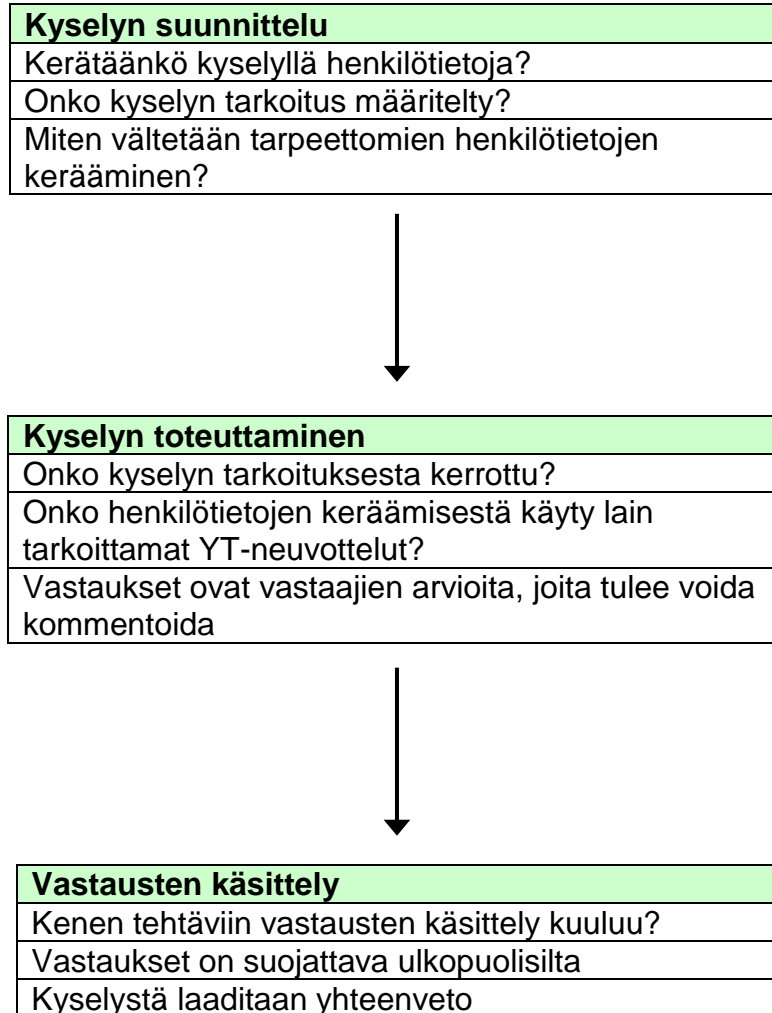 Kyselyn suunnittelu
Kerätäänkö kyselyllä henkilötietoja?
Onko kyselyn tarkoitus määritelty?
Miten vältetään tarpeettomien henkilötietojen
kerääminen?
Kyselyn toteuttaminen
Onko kyselyn tarkoituksesta kerrottu?
Onko henkilötietojen keräämisestä käyty lain
tarkoittamat YT-neuvottelut?
Vastaukset ovat vastaajien arvioita, joita tulee voida
kommentoida
Vastausten käsittely
Kenen tehtäviin vastausten käsittely kuuluu?
Vastaukset on suojattava ulkopuolisilta
Kyselystä laaditaan yhteenveto